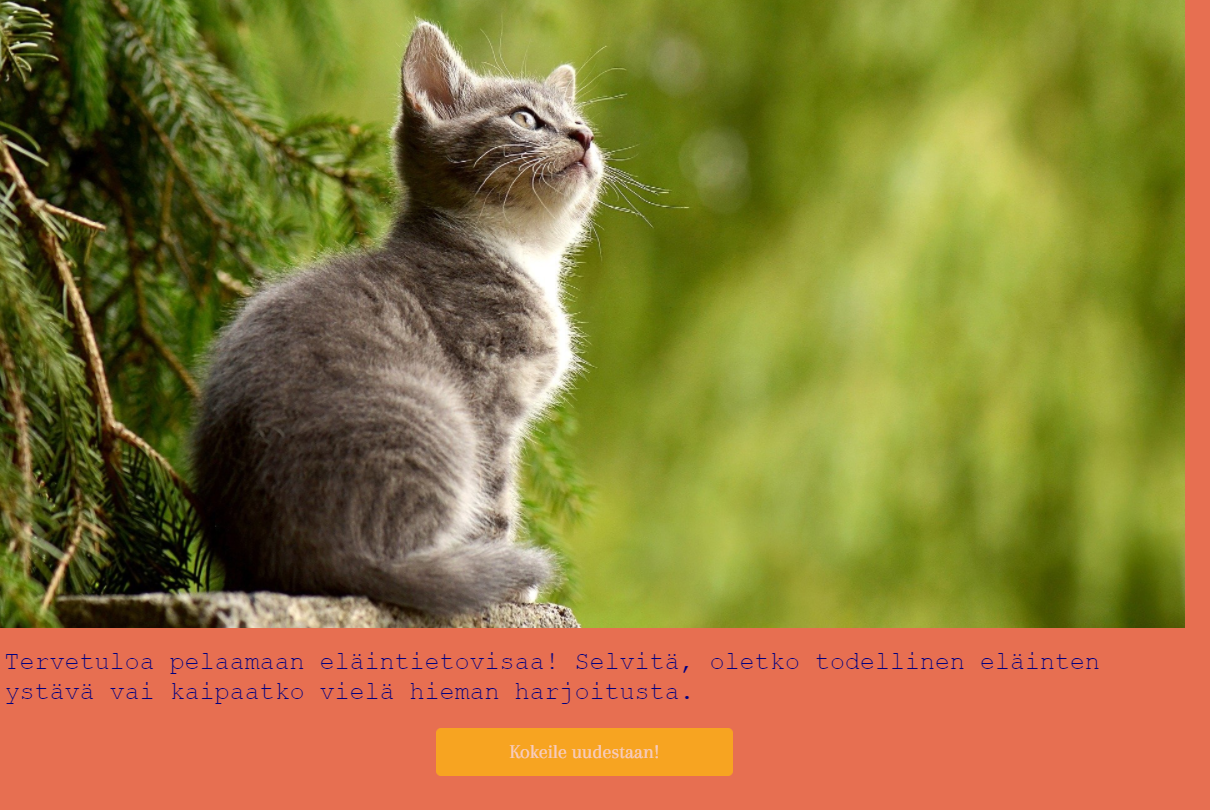 Tervetuloa pelaamaan eläintietovisaa! Selvitä, oletko todellinen eläinten
ystävä vai kaipaatko vielä hieman harjoitusta.
Kokeile uudestaan!